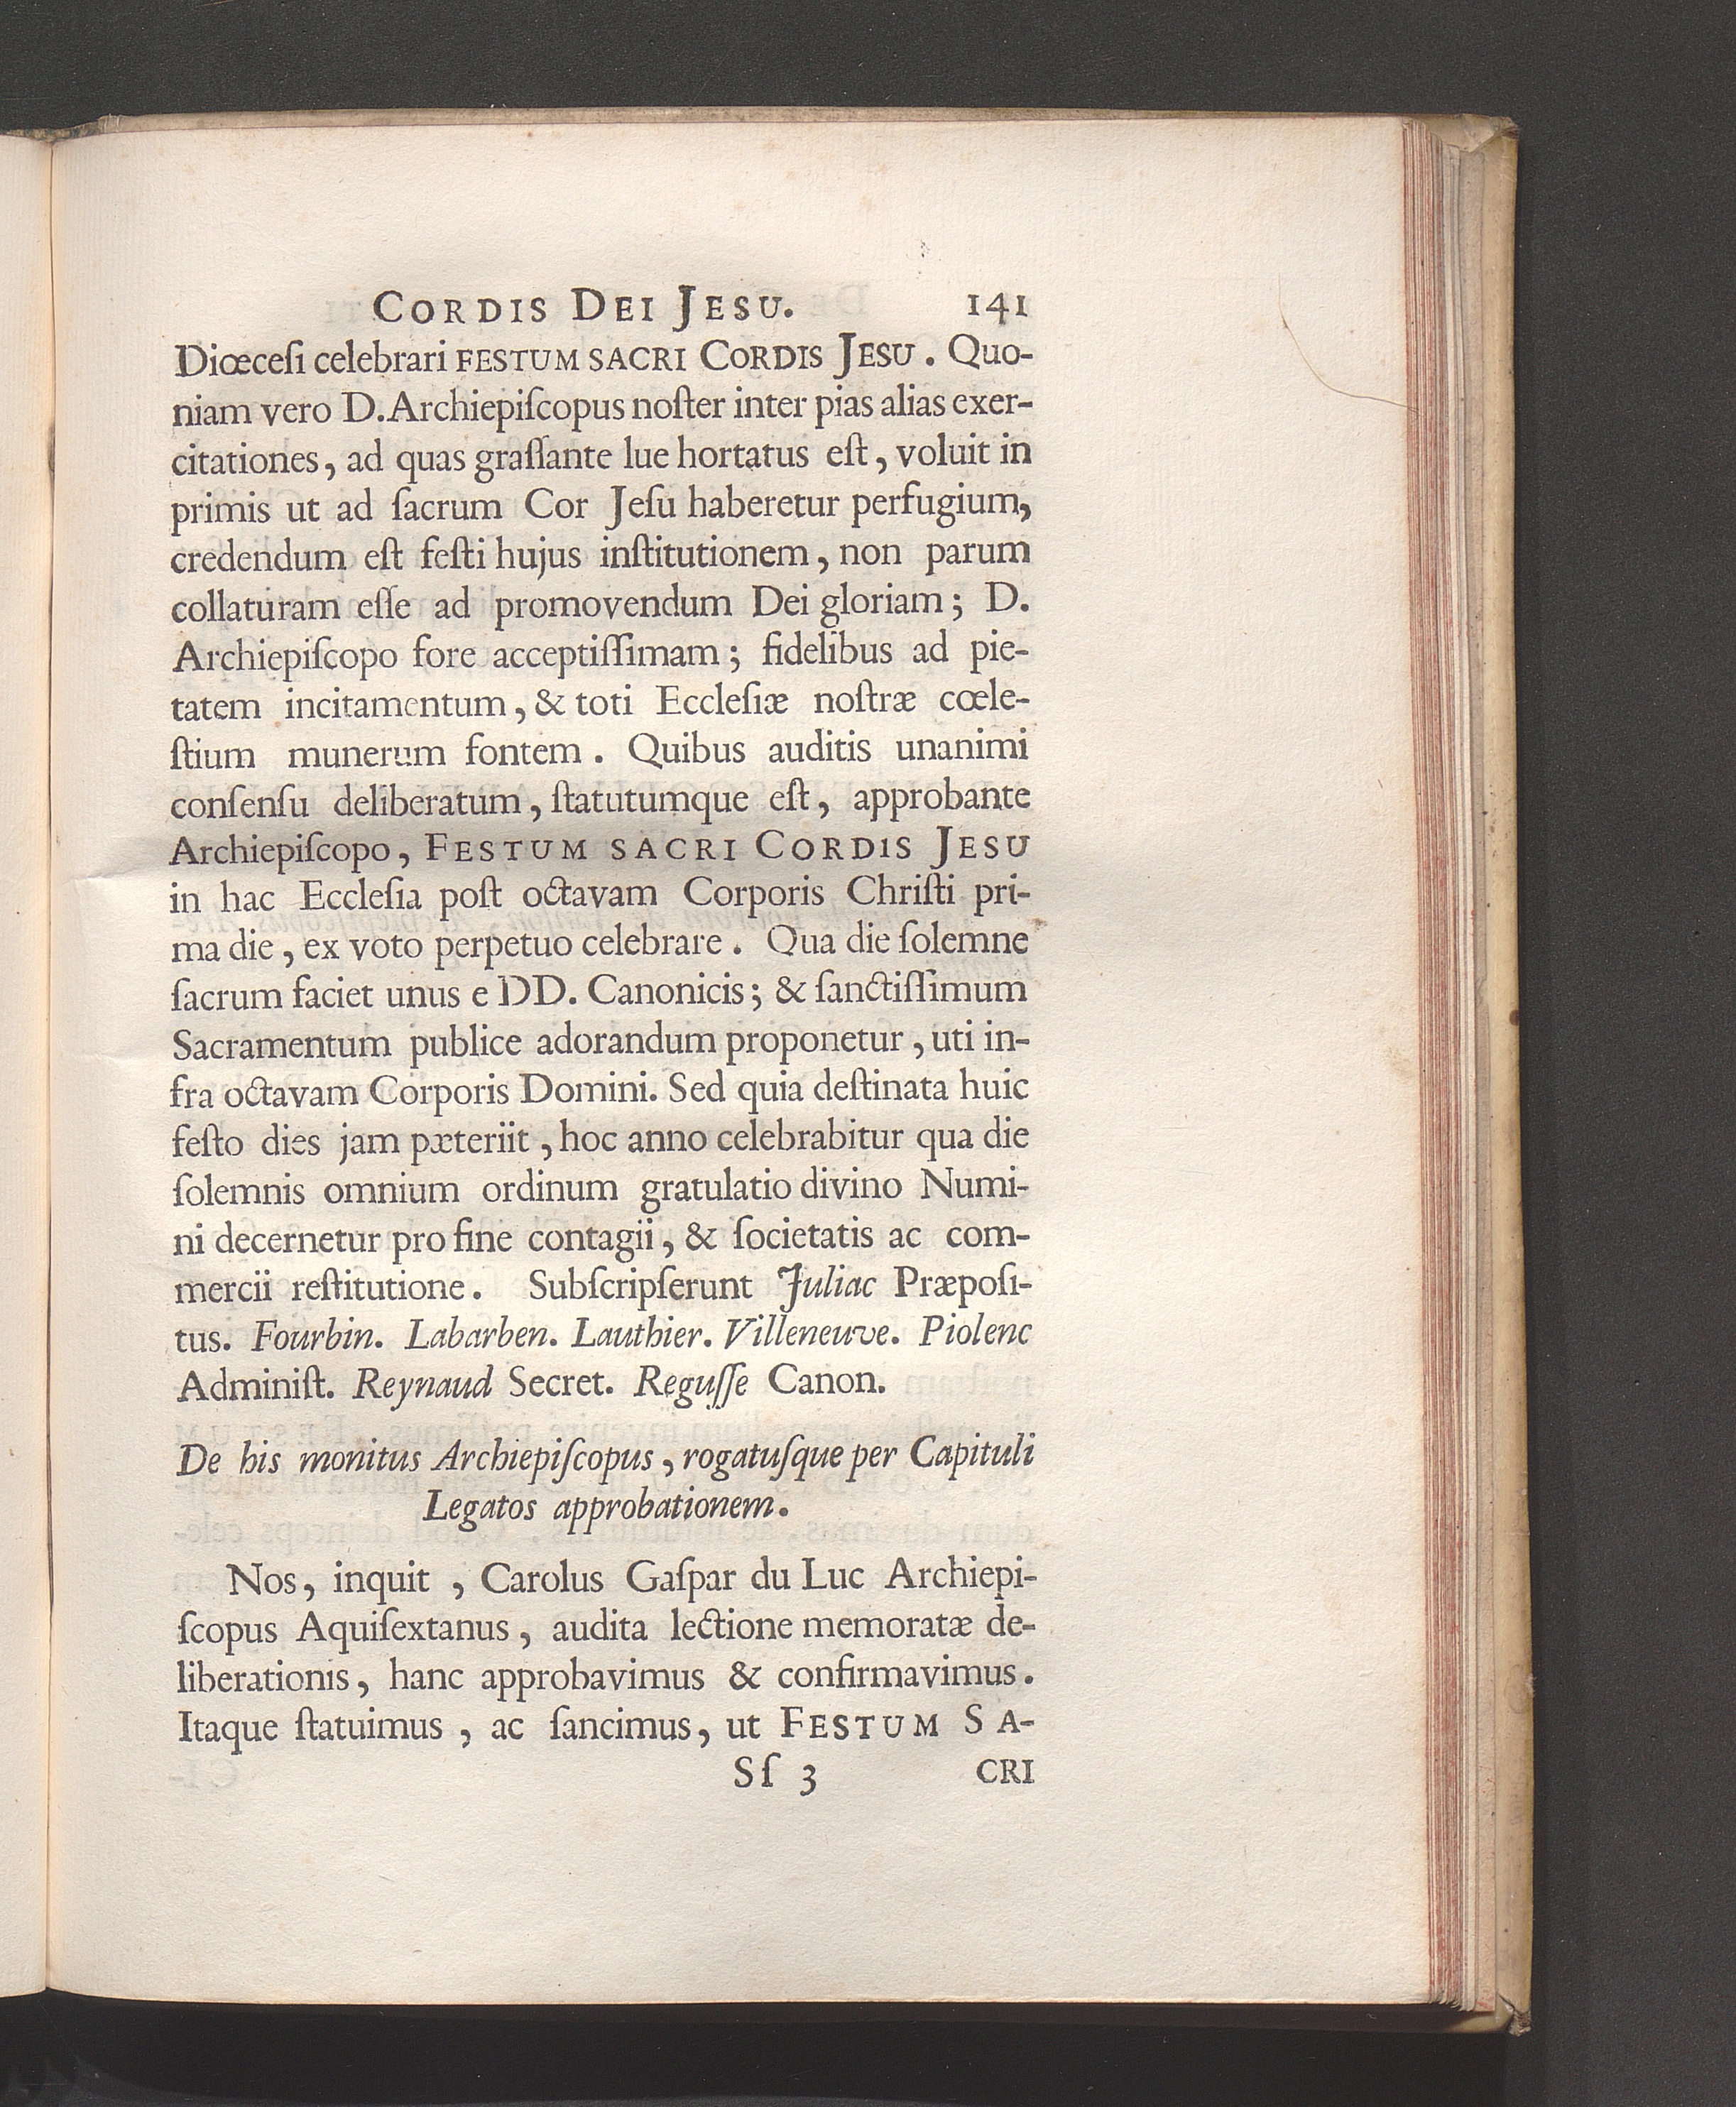 CORDIS DEI JESU. 141
Diœceſi celebrari FESTUM SACRI CORDIS JESU. Quo-
niam vero D. Archiepiſcopus noſter inter pias alias exer-
citationes, ad quas graſſante lue hortatus eſt, voluit in
primis ut ad ſacrum Cor Jeſu haberetur perfugium,
credendum eſt feſti hujus inſtitutionem, non parum
collaturam eſſe ad promovendum Dei gloriam; D.
Archiepiſcopo fore acceptiſſimam; fidelibus ad pie-
tatem incitamentum, & toti Eccleſiæ noſtræ cœle-
ſtium munerum fontem. Quibus auditis unanimi
conſenſu deliberatum, ſtatutumque eſt, approbante
Archiepiſcopo, FESTUM SACRI CORDIS JESU
in hac Eccleſia poſt octavam Corporis Chriſti pri-
ma die, ex voto perpetuo celebrare. Qua die ſolemne
ſacrum faciet unus e DD. Canonicis; & ſanctiſſimum
Sacramentum publice adorandum proponetur, uti in-
fra octavam Corporis Domini. Sed quia deſtinata huic
feſto dies jam pæteriit, hoc anno celebrabitur qua die
ſolemnis omnium ordinum gratulatio divino Numi-
ni decernetur pro fine contagii, & ſocietatis ac com-
mercii reſtitutione. Subſcripſerunt Juliac Præpoſi-
tus. Fourbin. Labarben. Lauthier. Villeneuve. Piolenc
Adminiſt. Reynaud Secret. Reguſſe Canon.
De his monitus Archiepiſcopus, rogatuſque per Capituli
Legatos approbationem.
Nos, inquit, Carolus Gaſpar du Luc Archiepi-
ſcopus Aquiſextanus, audita lectione memoratæ de-
liberationis, hanc approbavimus & confirmavimus.
Itaque ſtatuimus, ac ſancimus, ut FESTUM SA-
Sſ 3 CRI